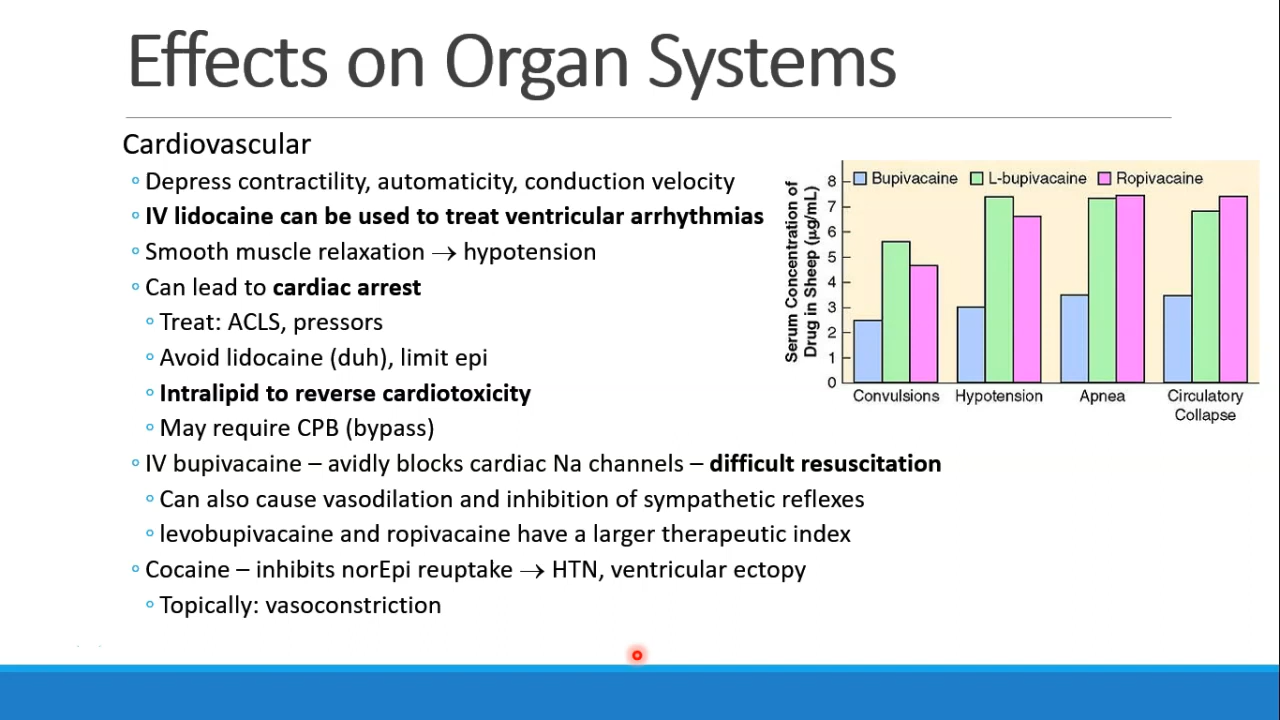 Effects on Organ Systems
Cardiovascular
◦ Depress contractility, automaticity, conduction velocity
◦ IV lidocaine can be used to treat ventricular arrhythmias
◦ Smooth muscle relaxation → hypotension
◦ Can lead to cardiac arrest
◦ Treat: ACLS, pressors
◦ Avoid lidocaine (duh), limit epi
◦ Intralipid to reverse cardiotoxicity
◦ May require CPB (bypass)
◦ IV bupivacaine – avidly blocks cardiac Na channels – difficult resuscitation
◦ Can also cause vasodilation and inhibition of sympathetic reflexes
◦ levobupivacaine and ropivacaine have a larger therapeutic index
◦ Cocaine – inhibits norEpi reuptake → HTN, ventricular ectopy
◦ Topically: vasoconstriction
Serum Concentration of
Drug in Sheep (μg/mL)
8
7
6
5
4
3
2
1
0
Bupivacaine L-bupivacaine Ropivacaine
Convulsions Hypotension Apnea Circulatory
Collapse